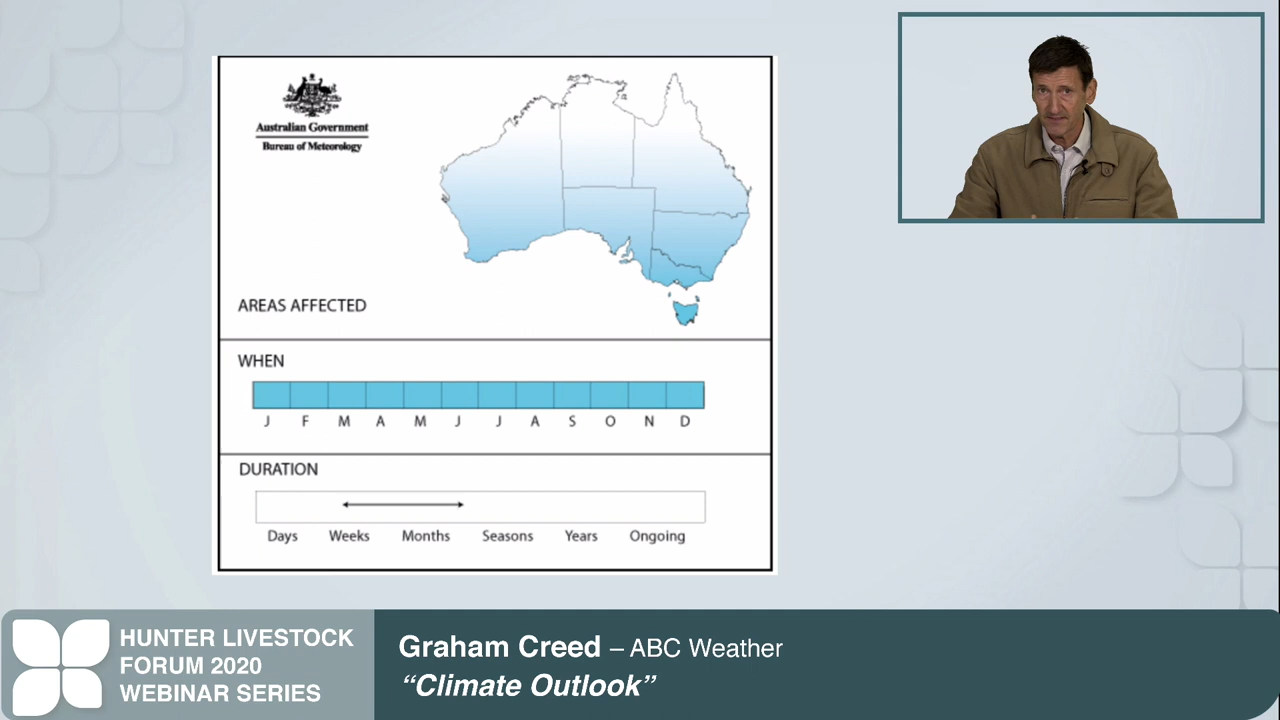 Australian Government
Bureau of Meteorology
AREAS AFFECTED
WHEN
J F M A M J J A S O N D
DURATION
Days Weeks Months Seasons Years Ongoing
HUNTER LIVESTOCK
FORUM 2020
WEBINAR SERIES
Graham Creed – ABC Weather
“Climate Outlook”